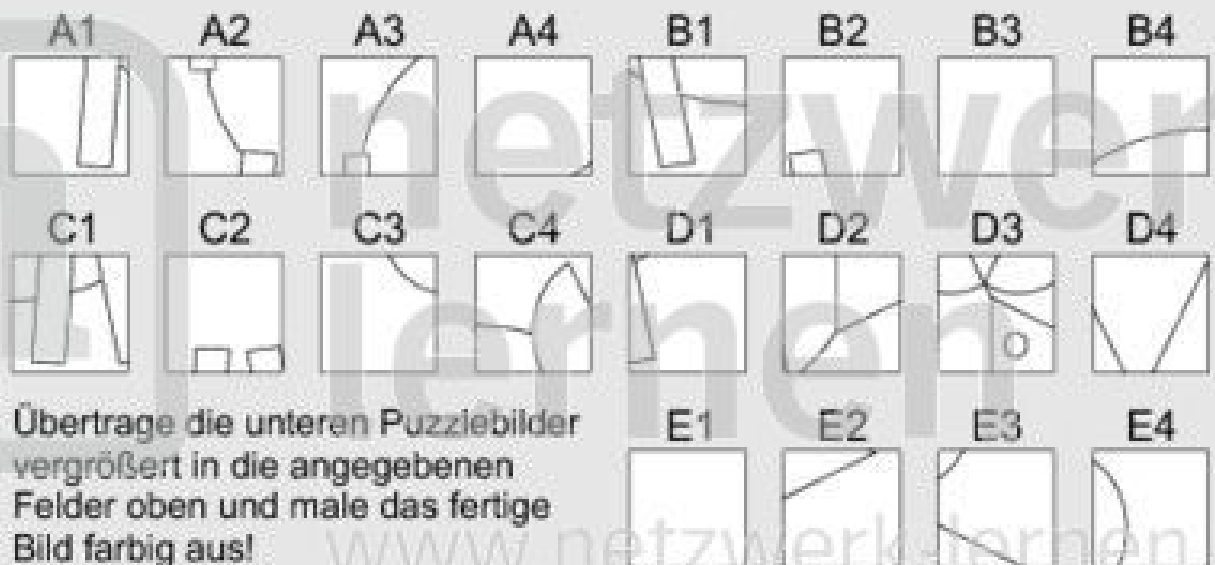 A1 A2 A3 A4 B1 B2 B3 B4
C1 C2 C3 C4 D1 D2 D3 D4
Übertrage die unteren Puzzlebilder
vergrößert in die angegebenen
Felder oben und male das fertige
Bild farbig aus!
E1 E2 E3 E4
netzwer
lernen
www.netzwerk-lernen